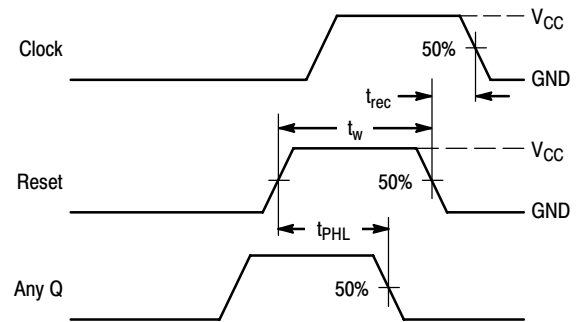 V_CC
Clock
50%
GND
t_rec
t_w
V_CC
Reset
50%
GND
t_PHL
Any Q
50%